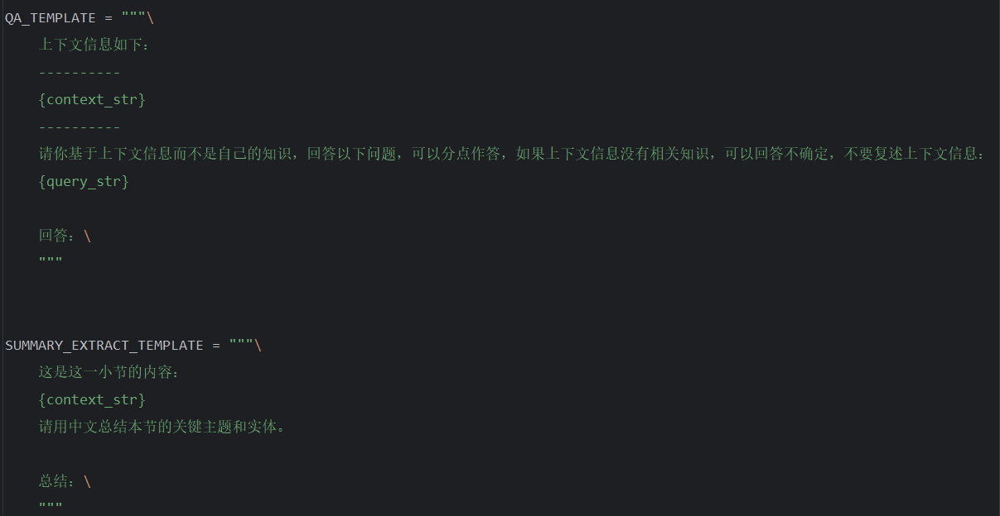 QA_TEMPLATE = """\
上下文信息如下：
----------
{context_str}
----------
请你基于上下文信息而不是自己的知识，回答以下问题，可以分点作答，如果上下文信息没有相关知识，可以回答不确定，不要复述上下文信息：
{query_str}
回答：\
"""
SUMMARY_EXTRACT_TEMPLATE = """\
这是这一小节的内容：
{context_str}
请用中文总结本节的关键主题和实体。
总结：\
"""